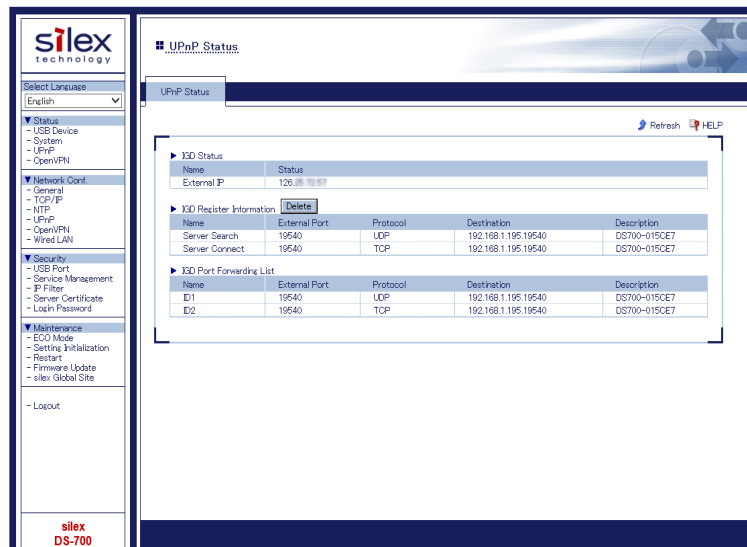 silex
technology
Select Language
English
▼ Status
- USB Device
- System
- UPnP
- OpenVPN
▼ Network Conf.
- General
- TCP/IP
- NTP
- UPnP
- OpenVPN
- Wired LAN
▼ Security
- USB Port
- Service Management
- IP Filter
- Server Certificate
- Login Password
▼ Maintenance
- ECO Mode
- Setting Initialization
- Restart
- Firmware Update
- silex Global Site
- Logout
silex
DS-700
UPnP Status
UPnP Status
Refresh HELP
IGD Status
Name Status
External IP 126.
IGD Register Information Delete
Name External Port Protocol Destination Description
Server Search 19540 UDP 192.168.1.195.19540 DS700-015CE7
Server Connect 19540 TCP 192.168.1.195.19540 DS700-015CE7
IGD Port Forwarding List
Name External Port Protocol Destination Description
ID1 19540 UDP 192.168.1.195.19540 DS700-015CE7
ID2 19540 TCP 192.168.1.195.19540 DS700-015CE7